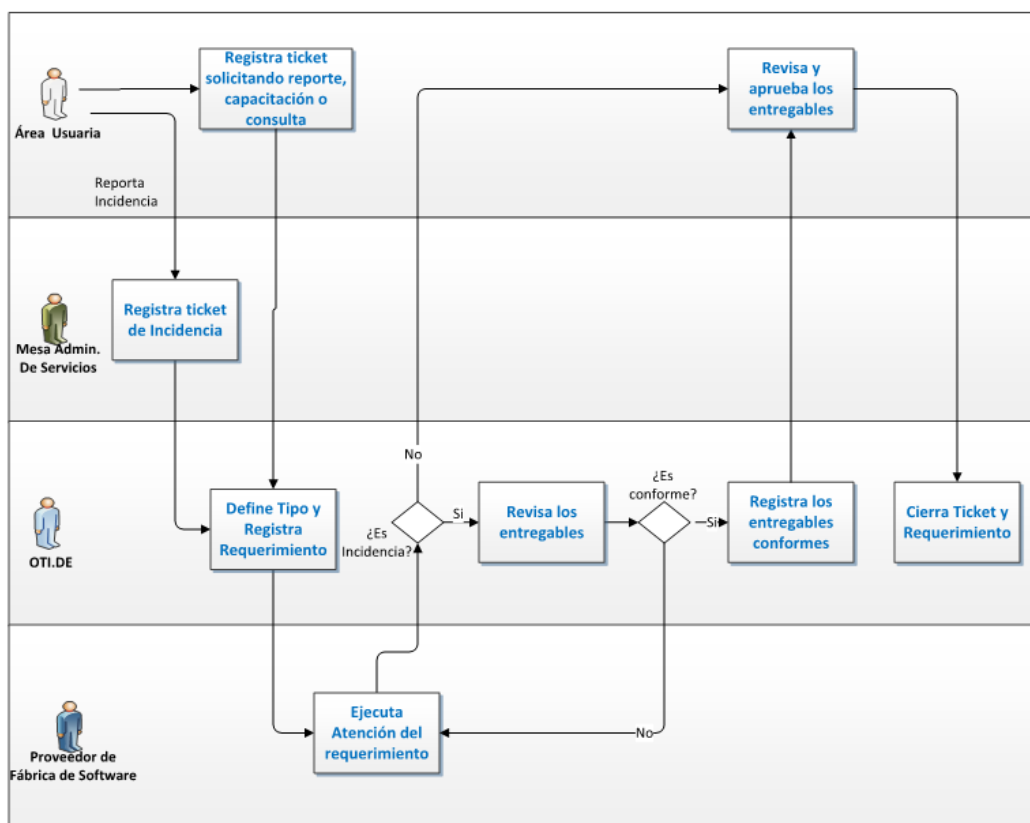 Registra ticket
solicitando reporte,
capacitación o
consulta
Revisa y
aprueba los
entregables
Área Usuaria
Reporta
Incidencia
Registra ticket
de Incidencia
Mesa Admin.
De Servicios
Define Tipo y
Registra
Requerimiento
No
¿Es
Incidencia?
Si
Revisa los
entregables
¿Es
conforme?
Si
Registra los
entregables
conformes
Cierra Ticket y
Requerimiento
OTI.DE
Ejecuta
Atención del
requerimiento
No
Proveedor de
Fábrica de Software